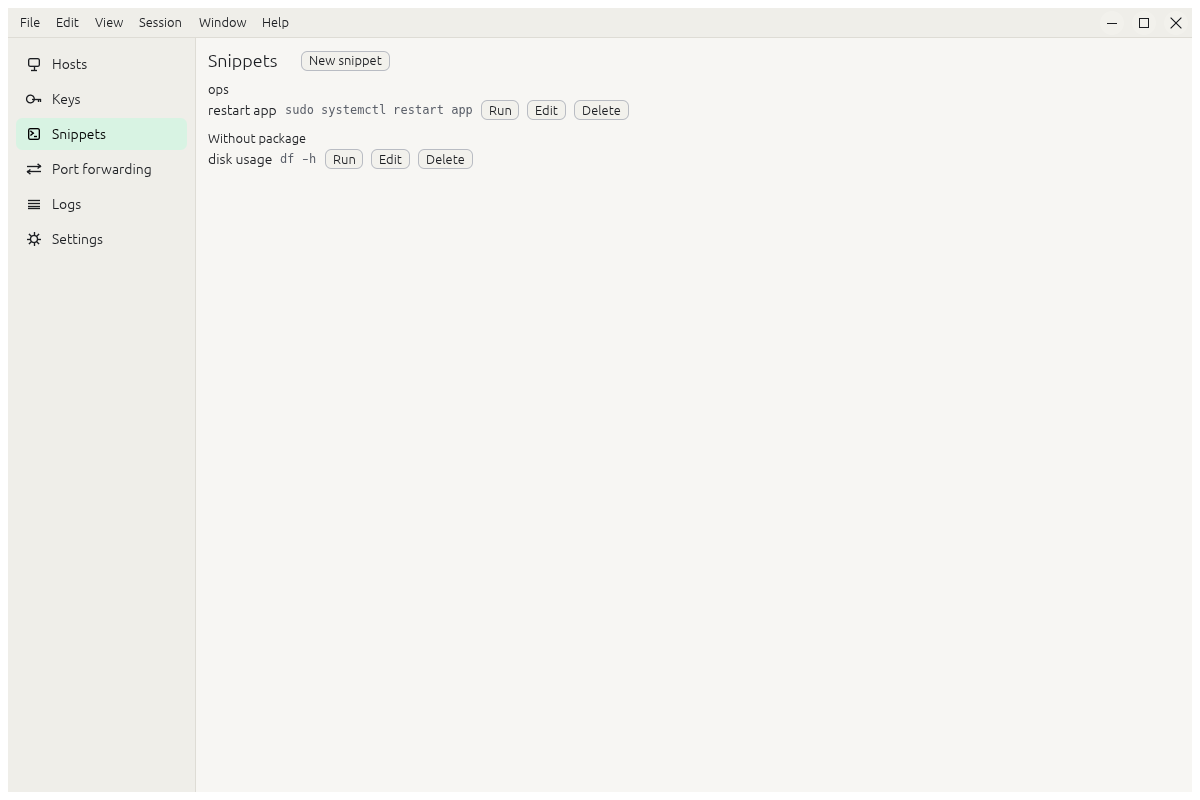 File Edit View Session Window Help
Hosts
Keys
Snippets
Port forwarding
Logs
Settings
Snippets New snippet
ops
restart app sudo systemctl restart app Run Edit Delete
Without package
disk usage df -h Run Edit Delete